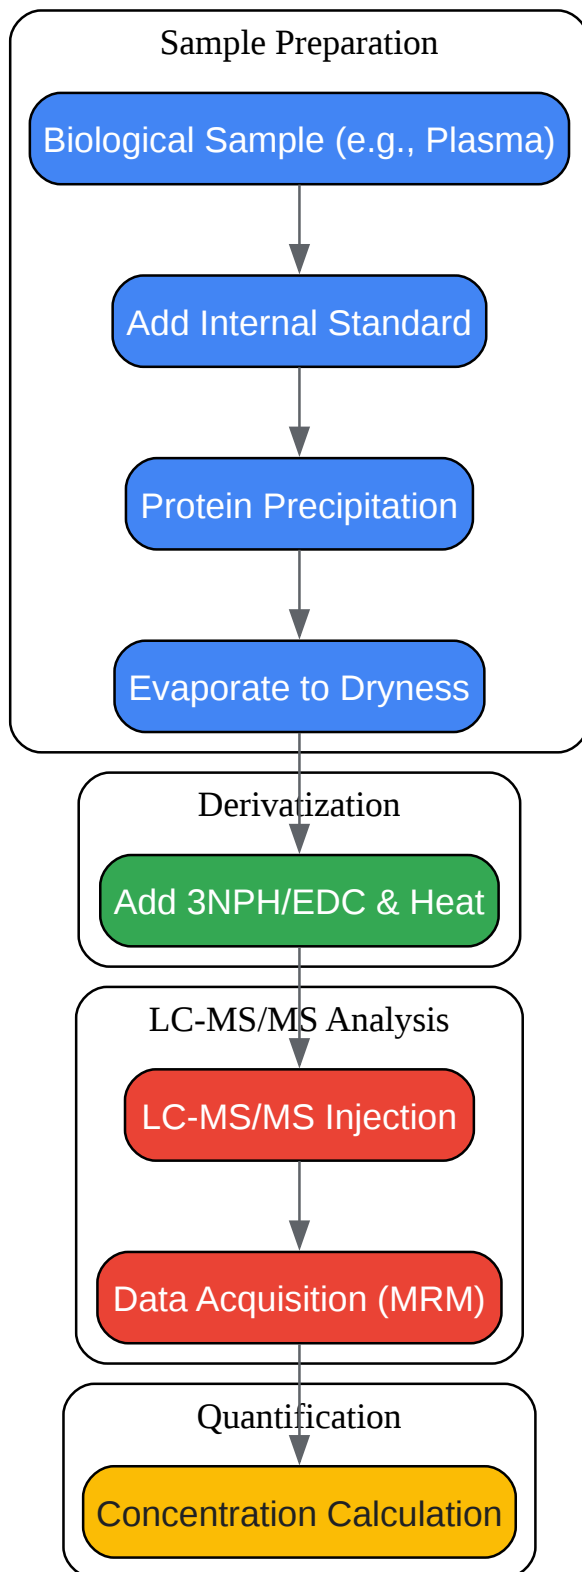 Sample Preparation
Biological Sample (e.g., Plasma)
Add Internal Standard
Protein Precipitation
Evaporate to Dryness
Derivatization
Add 3NPH/EDC & Heat
LC-MS/MS Analysis
LC-MS/MS Injection
Data Acquisition (MRM)
Quantification
Concentration Calculation